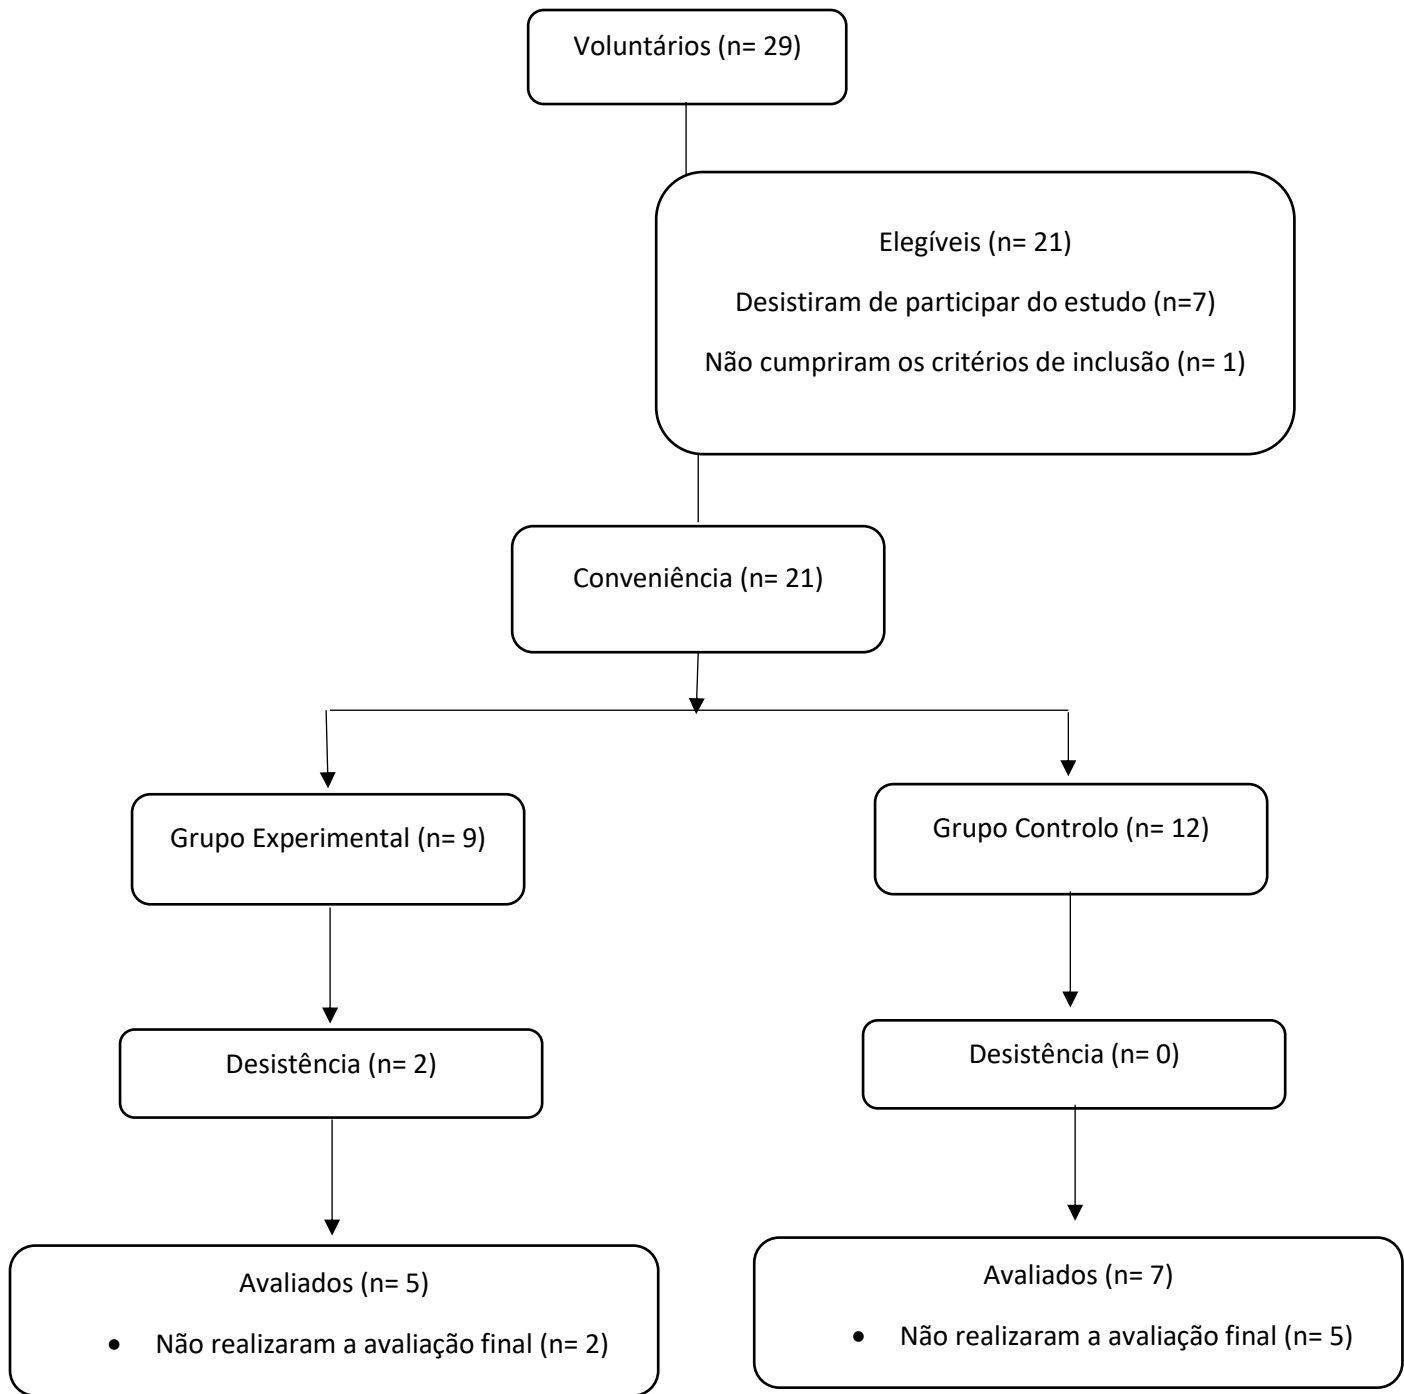 Voluntários (n= 29)
Elegíveis (n= 21)
Desistiram de participar do estudo (n=7)
Não cumpriram os critérios de inclusão (n= 1)
Conveniência (n= 21)
Grupo Experimental (n= 9)
Grupo Controlo (n= 12)
Desistência (n= 2)
Desistência (n= 0)
Avaliados (n= 5)
• Não realizaram a avaliação final (n= 2)
Avaliados (n= 7)
• Não realizaram a avaliação final (n= 5)